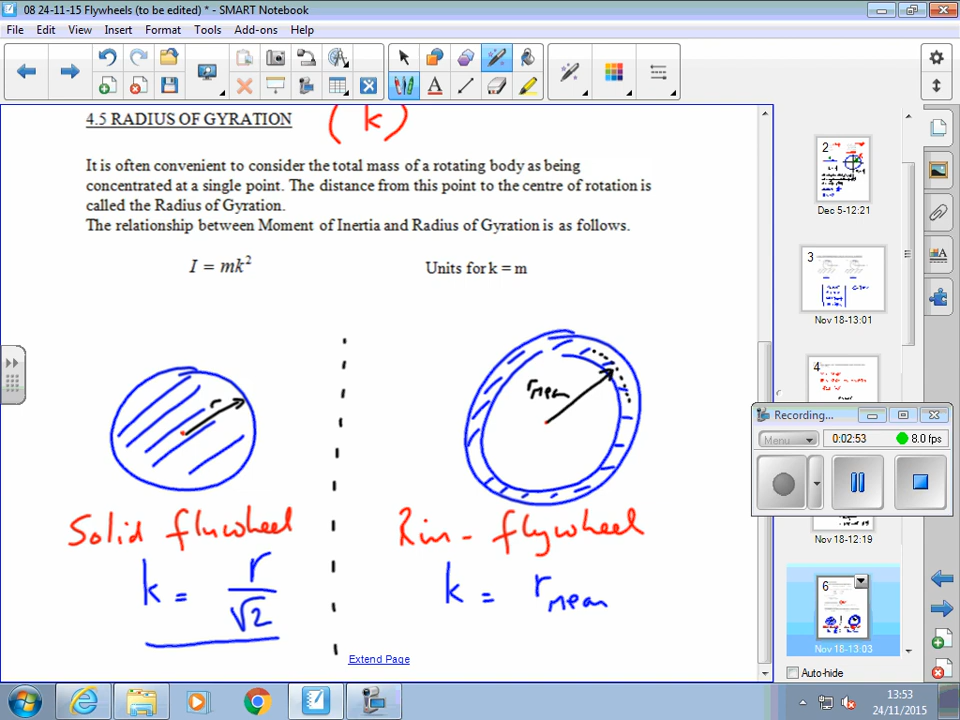 08 24-11-15 Flywheels (to be edited) * - SMART Notebook
File Edit View Insert Format Tools Add-ons Help
4.5 RADIUS OF GYRATION (k)
It is often convenient to consider the total mass of a rotating body as being
concentrated at a single point. The distance from this point to the centre of rotation is
called the Radius of Gyration.
The relationship between Moment of Inertia and Radius of Gyration is as follows.
I = mk²
Units for k = m
r
rmean
Solid flywheel
k = r/√2
Rim - flywheel
k = rmean
Extend Page
2
Dec 5-12:21
3
Nov 18-13:01
4
Recording...
Menu
0:02:53
8.0 fps
Nov 18-12:19
6
Nov 18-13:03
Auto-hide
13:53
24/11/2015